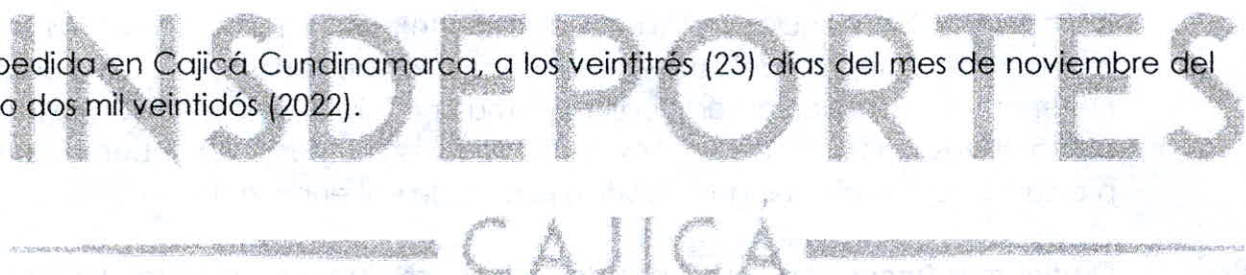 INSDEPORTES
pedida en Cajicá Cundinamarca, a los veintitrés (23) días del mes de noviembre del
o dos mil veintidós (2022).
CAJICA